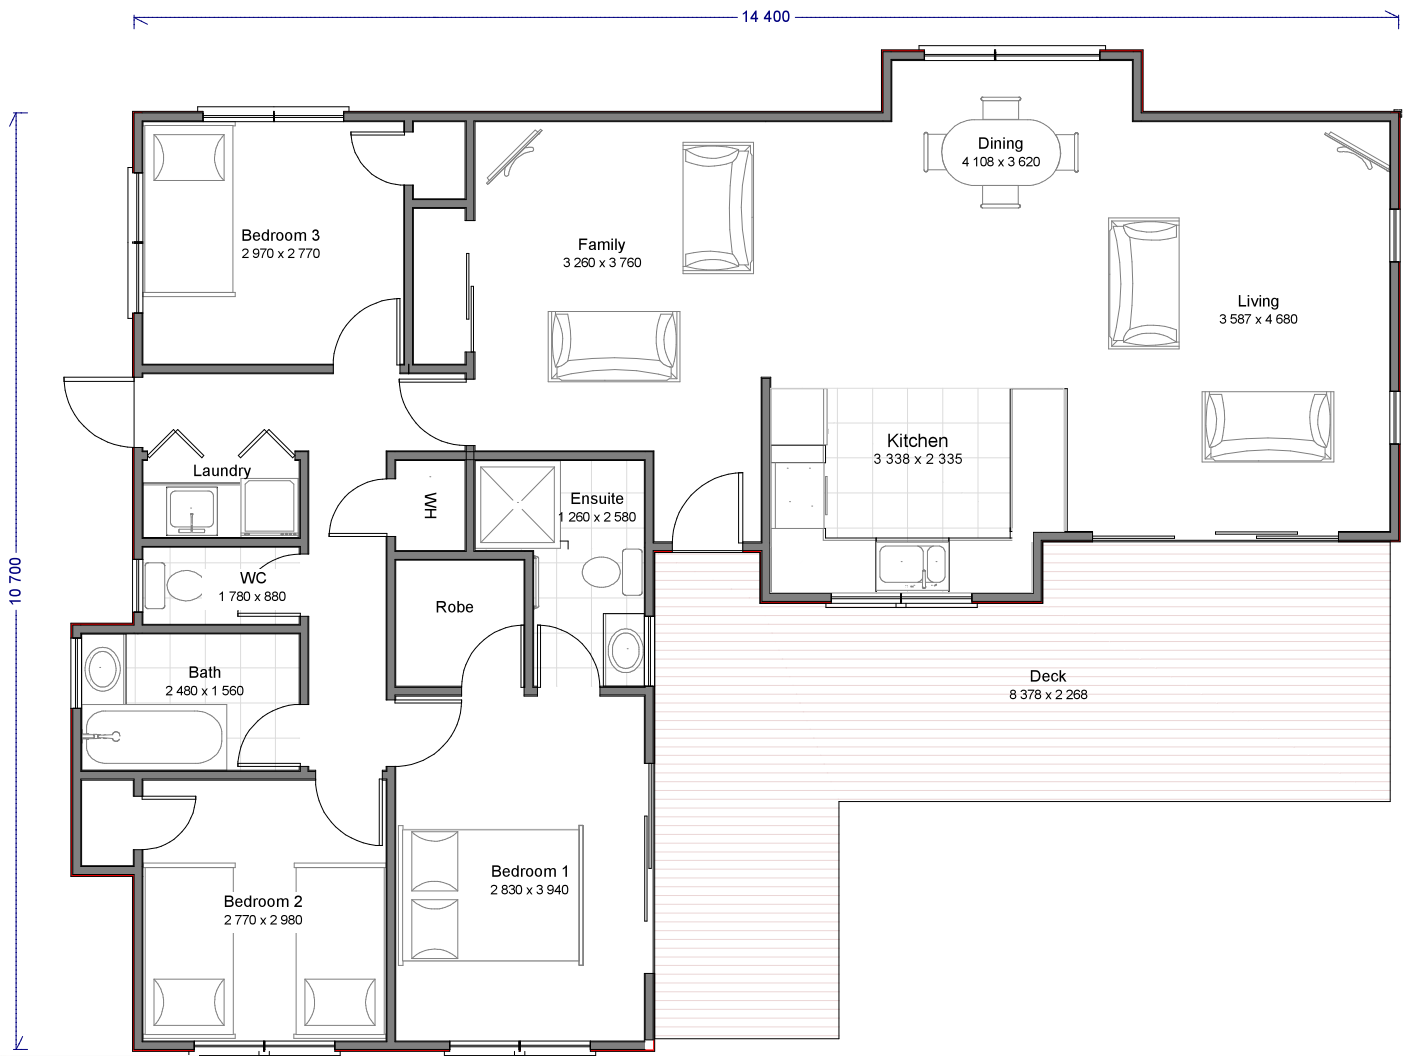 14 400
10 700
Dining
4 108 x 3 620
Bedroom 3
2 970 x 2 770
Family
3 260 x 3 760
Living
3 587 x 4 680
Kitchen
3 338 x 2 335
Laundry
WH
Ensuite
1 260 x 2 580
WC
1 780 x 880
Robe
Bath
2 480 x 1 560
Deck
8 378 x 2 268
Bedroom 1
2 830 x 3 940
Bedroom 2
2 770 x 2 980